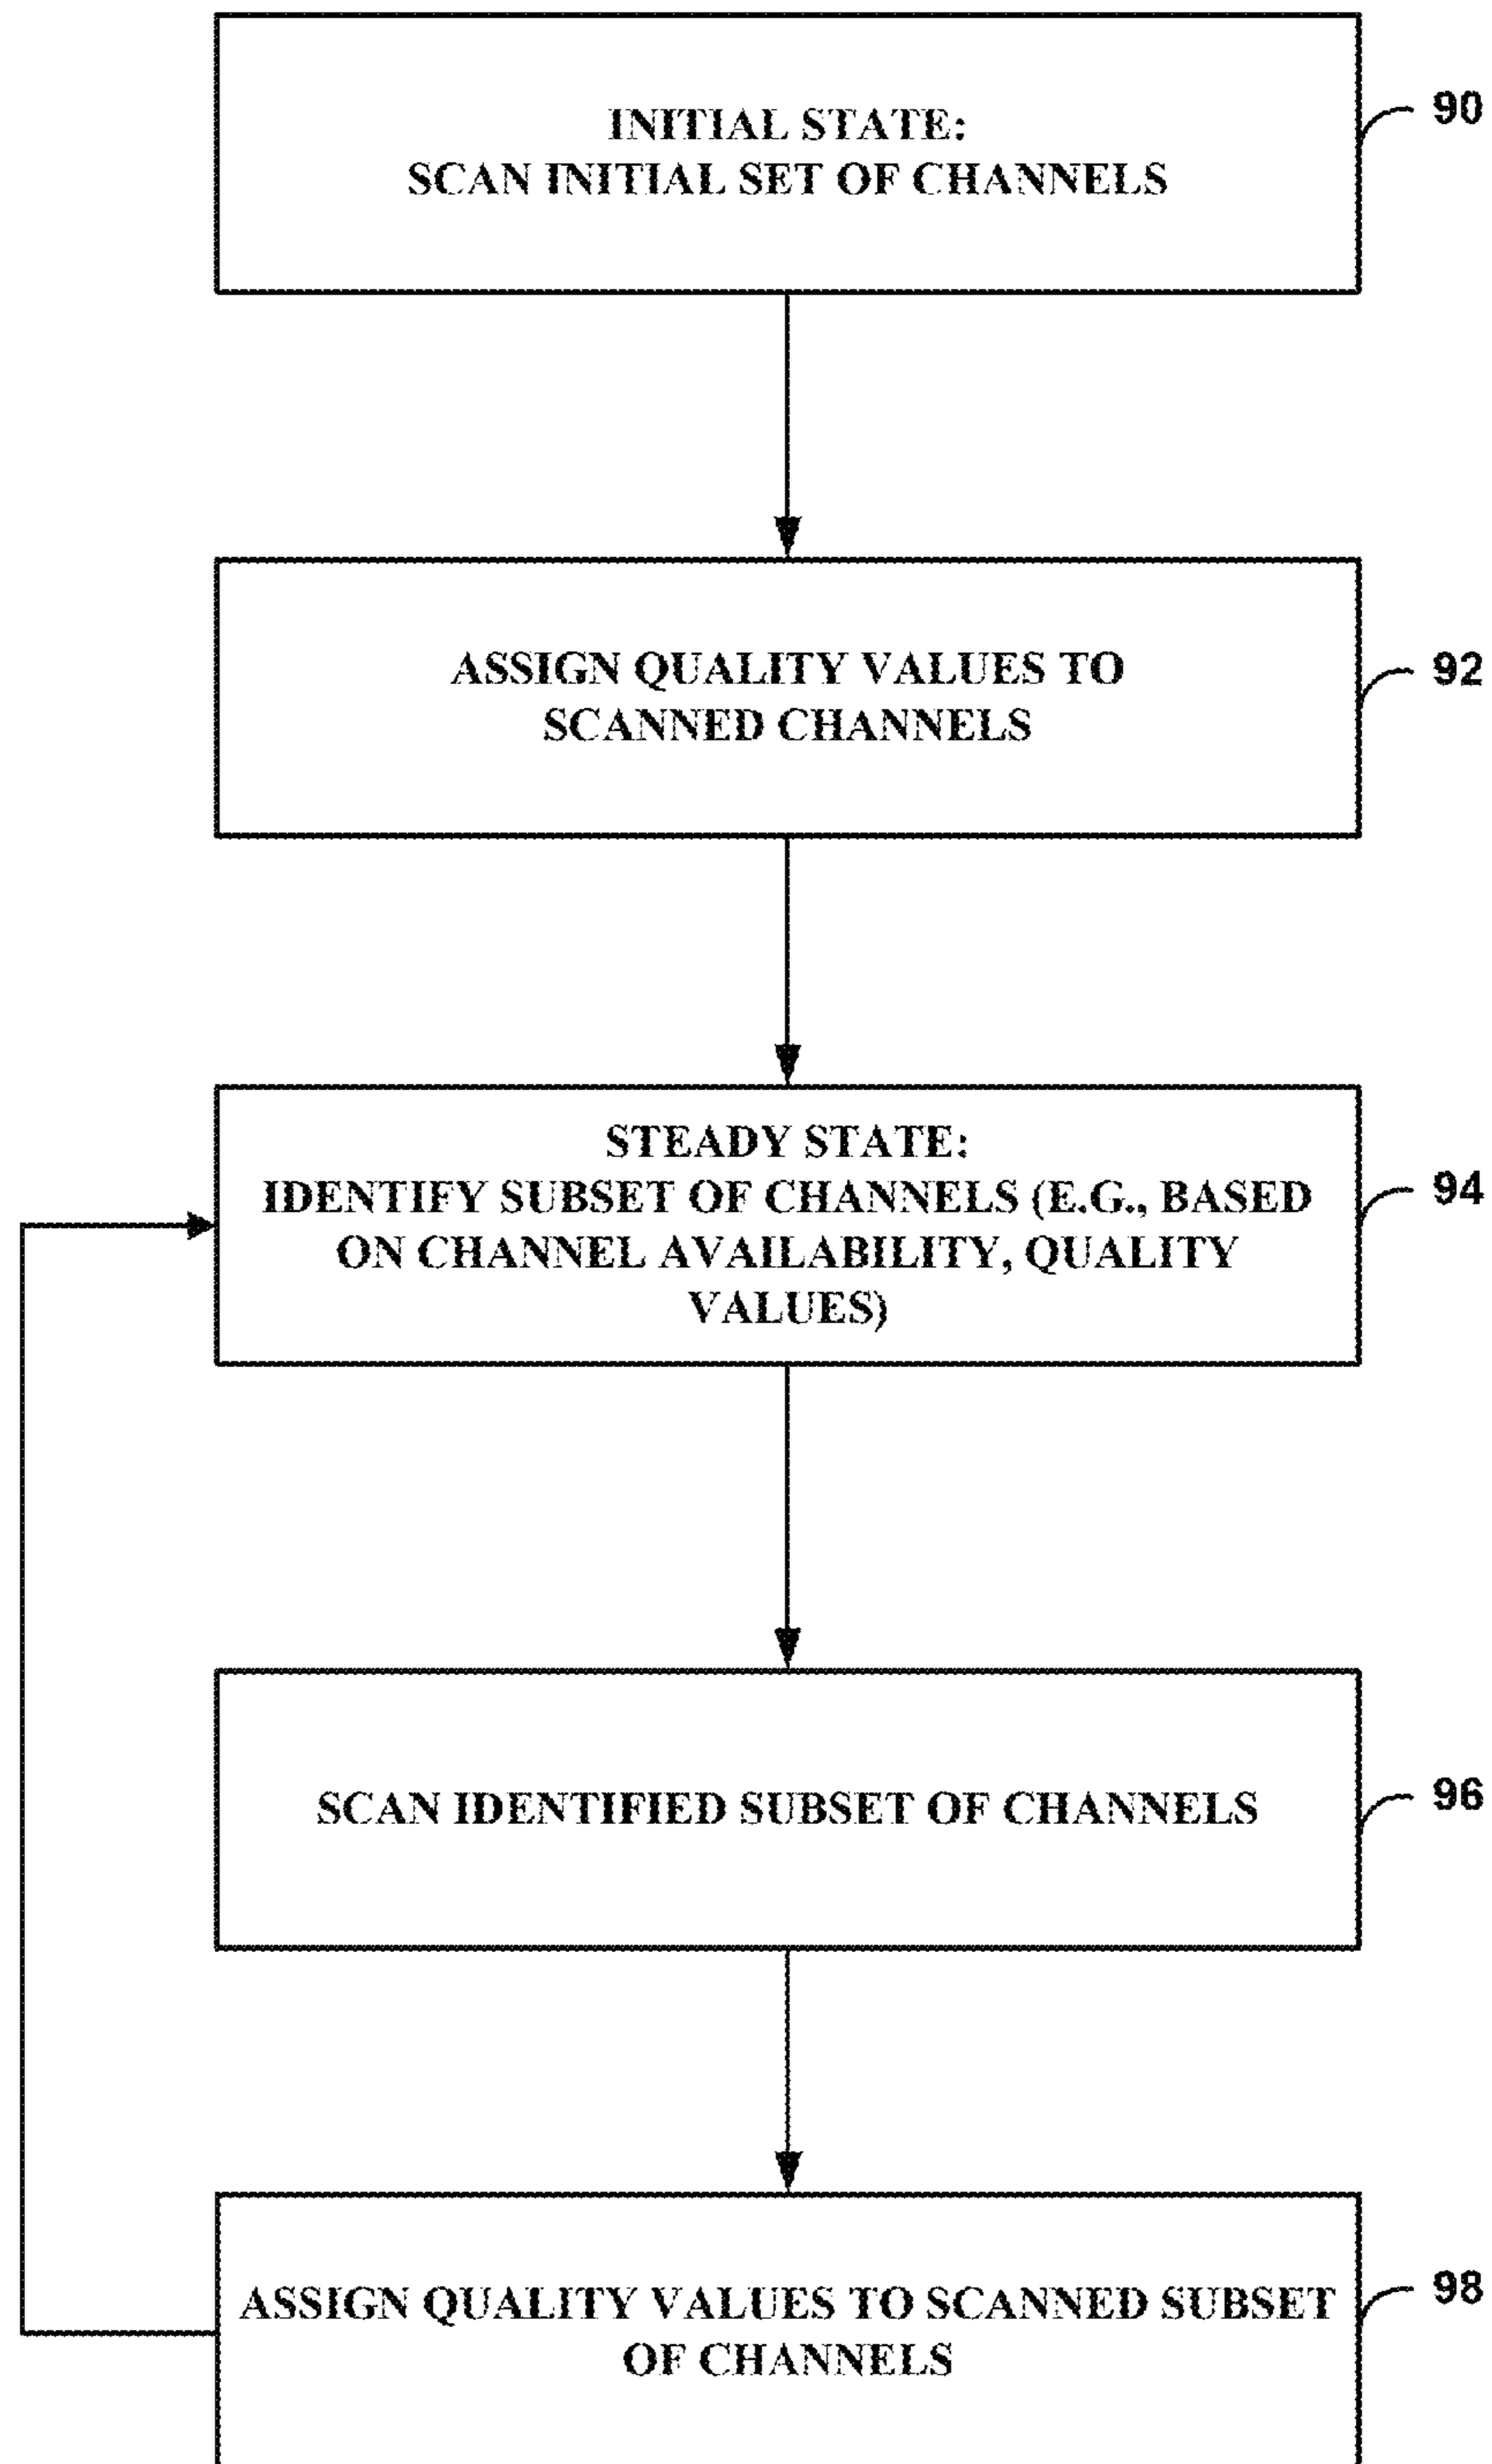 INITIAL STATE:
SCAN INITIAL SET OF CHANNELS
90
ASSIGN QUALITY VALUES TO
SCANNED CHANNELS
92
STEADY STATE:
IDENTIFY SUBSET OF CHANNELS (E.G., BASED
ON CHANNEL AVAILABILITY, QUALITY
VALUES)
94
SCAN IDENTIFIED SUBSET OF CHANNELS
96
ASSIGN QUALITY VALUES TO SCANNED SUBSET
OF CHANNELS
98